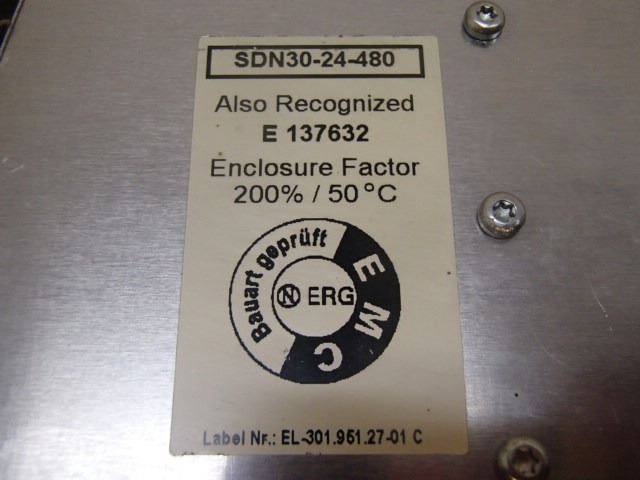 SDN30-24-480
Also Recognized
E 137632
Enclosure Factor
200% / 50 °C
Bauart geprüft
EMC
N ERG
Label Nr.: EL-301.951.27-01 C